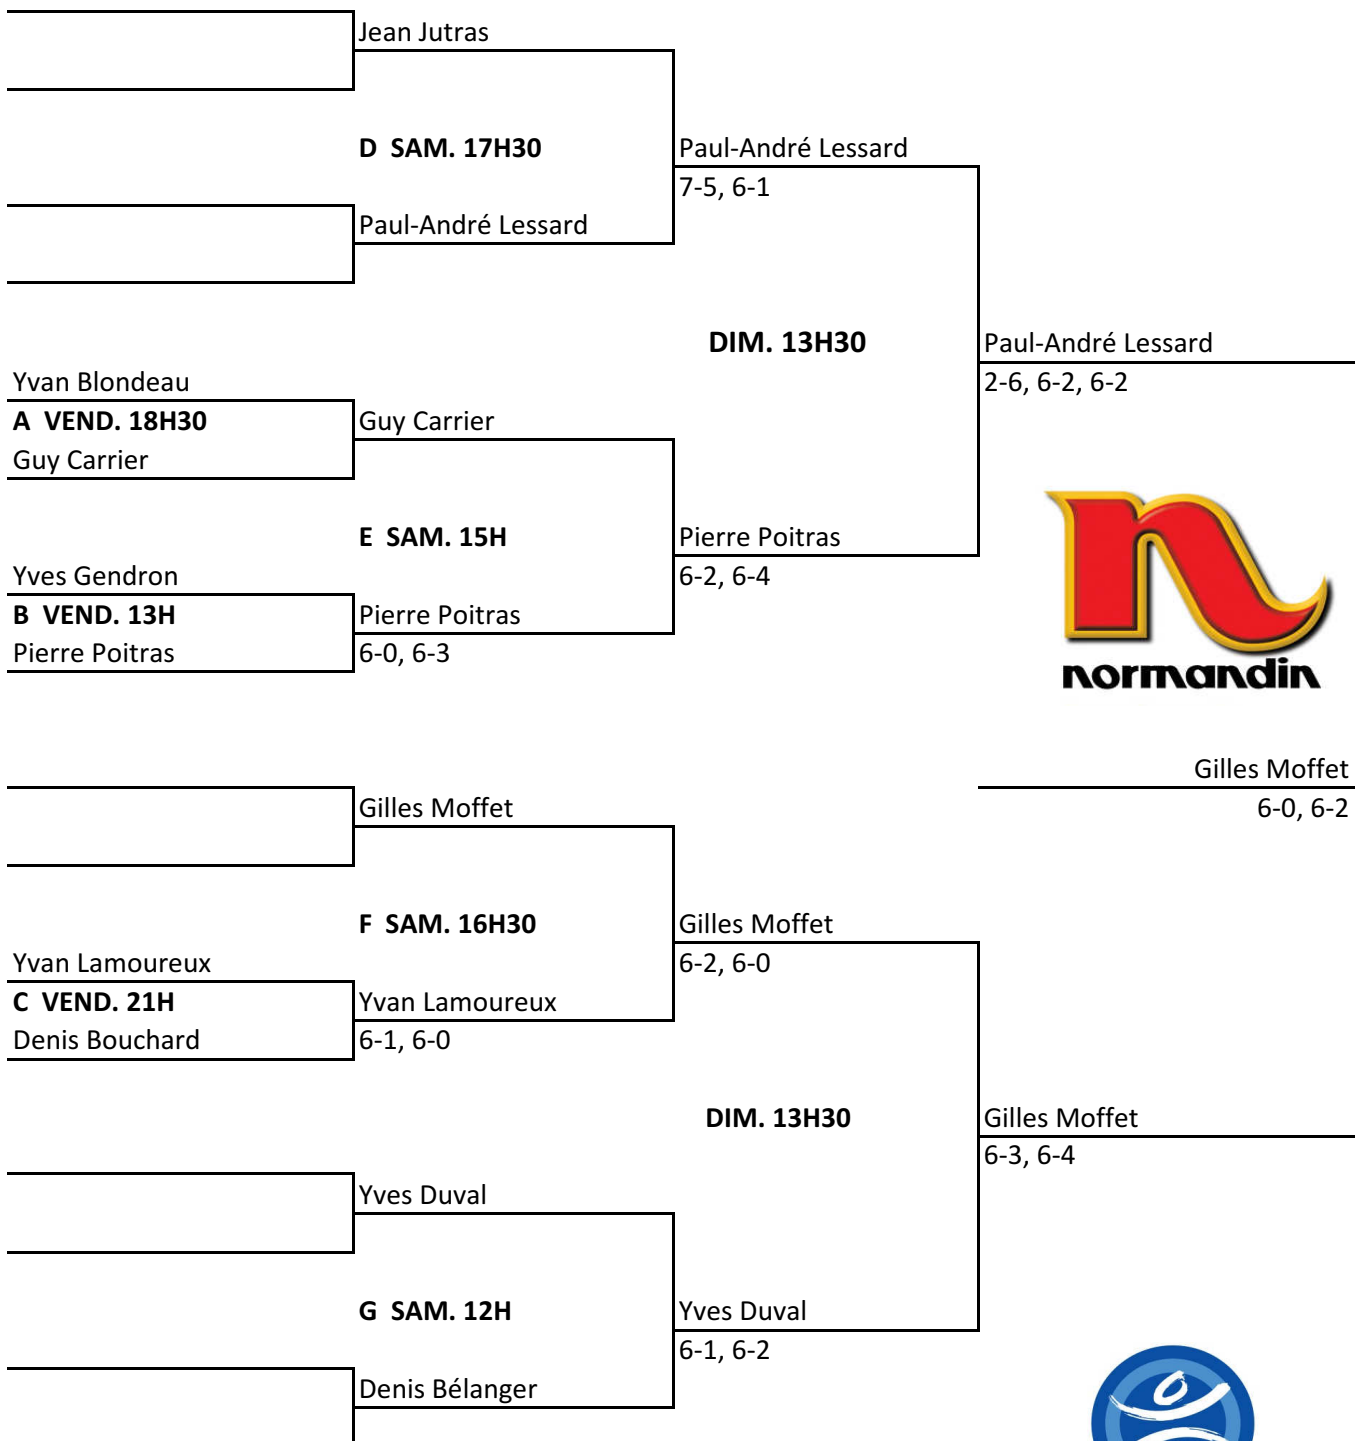 Jean Jutras
D SAM. 17H30
Paul-André Lessard
7-5, 6-1
Paul-André Lessard
DIM. 13H30
Paul-André Lessard
2-6, 6-2, 6-2
Yvan Blondeau
A VEND. 18H30
Guy Carrier
Guy Carrier
E SAM. 15H
Pierre Poitras
6-2, 6-4
Yves Gendron
B VEND. 13H
Pierre Poitras
Pierre Poitras
6-0, 6-3
n
normandin
Gilles Moffet
6-0, 6-2
Gilles Moffet
F SAM. 16H30
Gilles Moffet
6-2, 6-0
Yvan Lamoureux
C VEND. 21H
Yvan Lamoureux
Denis Bouchard
6-1, 6-0
DIM. 13H30
Gilles Moffet
6-3, 6-4
Yves Duval
G SAM. 12H
Yves Duval
6-1, 6-2
Denis Bélanger